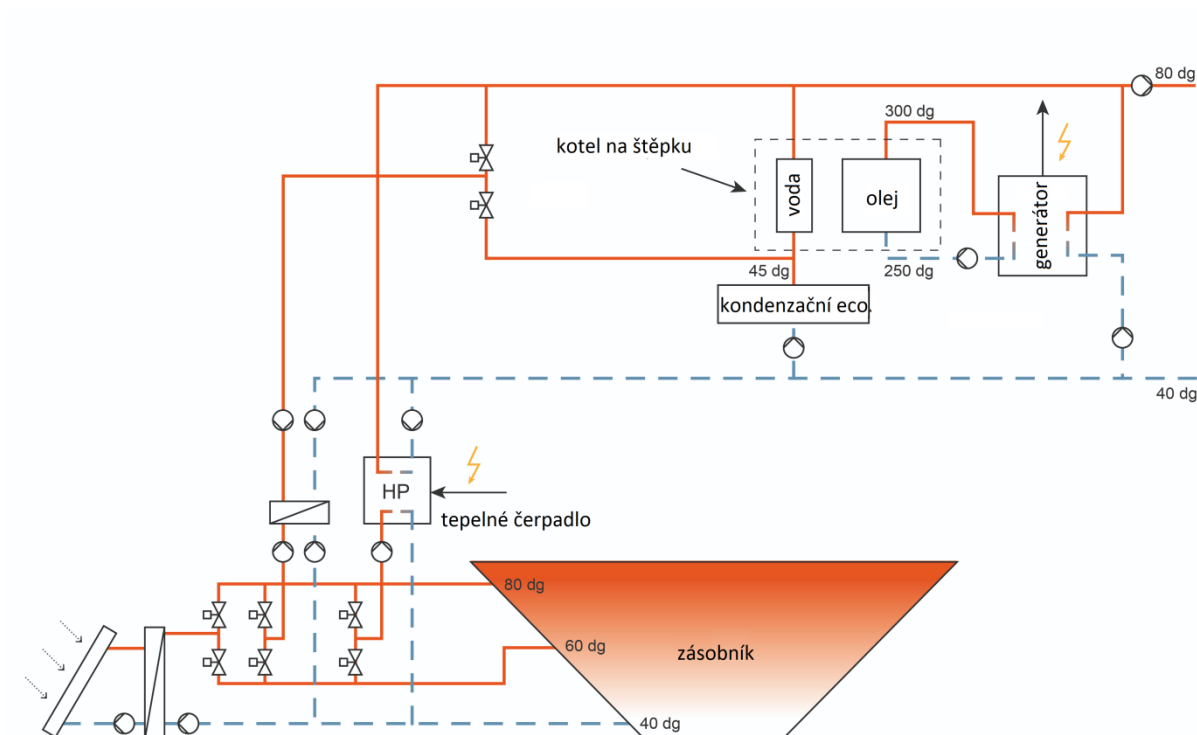 80 dg
300 dg
kotel na štěpku
voda
olej
generátor
45 dg
250 dg
kondenzační eco.
40 dg
HP
tepelné čerpadlo
80 dg
60 dg
zásobník
40 dg